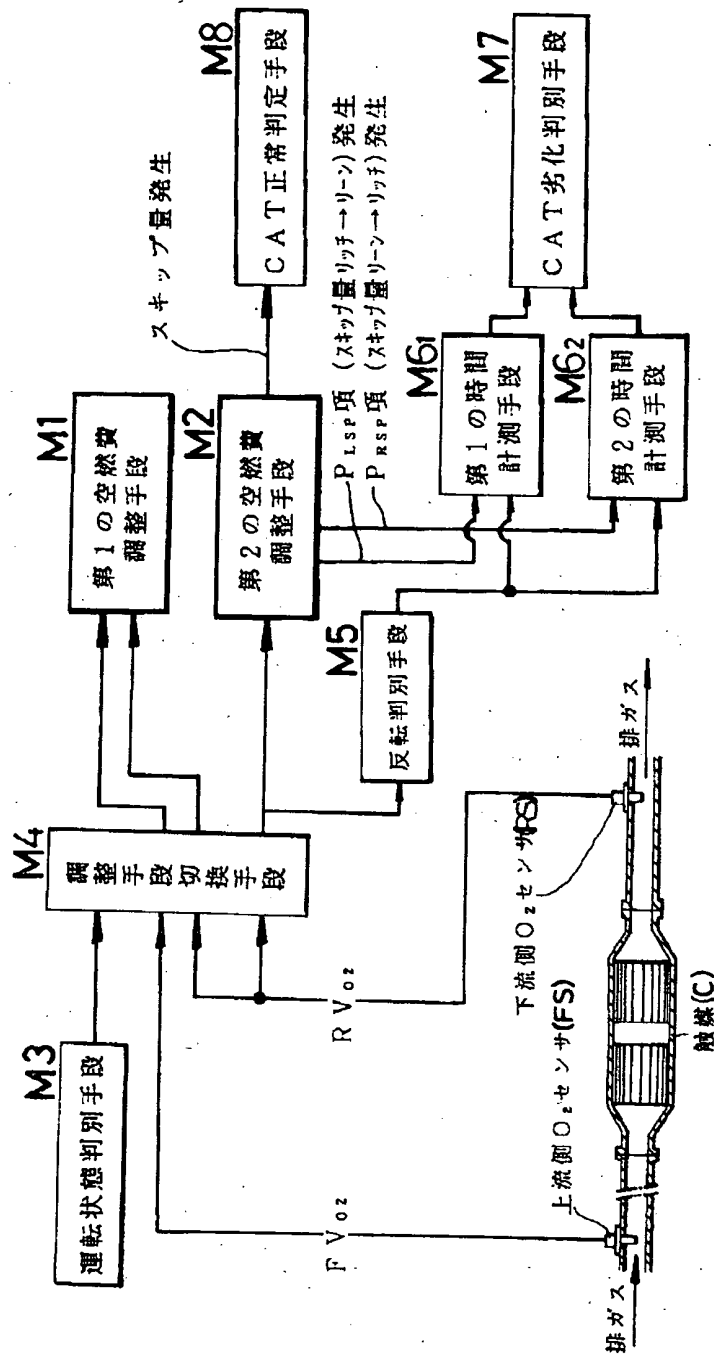 M3
運転状態判別手段
M4
調整手段切換手段
M1
第1の空燃費
調整手段
M2
第2の空燃費
調整手段
スキップ量発生
M8
CAT正常判定手段
PLSP項 (スキップ量リッチ→リーン)発生
PRSP項 (スキップ量リーン→リッチ)発生
M5
反転判別手段
M61
第1の時間
計測手段
M62
第2の時間
計測手段
M7
CAT劣化判別手段
FVO2
RVO2
排ガス
上流側O2センサ(FS)
触媒(C)
下流側O2センサ(RS)
排ガス